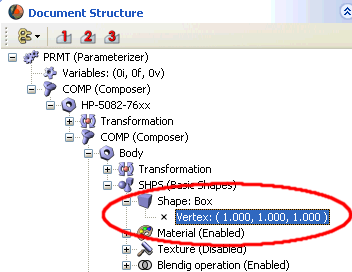 Document Structure
1 2 3
PRMT (Parameterizer)
Variables: (0i, 0f, 0v)
COMP (Composer)
HP-5082-76xx
Transformation
COMP (Composer)
Body
Transformation
SHPS (Basic Shapes)
Shape: Box
Vertex: ( 1.000, 1.000, 1.000 )
Material (Enabled)
Texture (Disabled)
Blendig operation (Enabled)